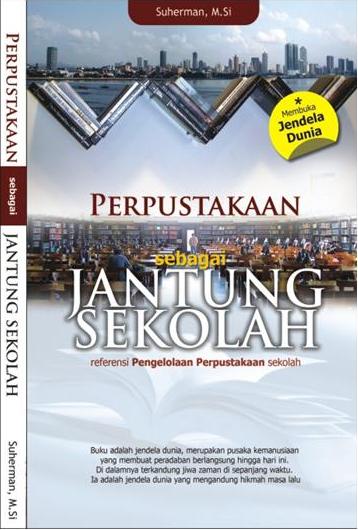 Suherman, M.Si
*
Membuka
Jendela
Dunia
PERPUSTAKAAN
sebagai
JANTUNG
SEKOLAH
referensi Pengelolaan Perpustakaan sekolah
Buku adalah jendela dunia, merupakan pusaka kemanusiaan
yang membuat peradaban berlangsung hingga hari ini.
Di dalamnya terkandung jiwa zaman di sepanjang waktu.
Ia adalah jendela dunia yang mengandung hikmah masa lalu
PERPUSTAKAAN sebagai JANTUNG SEKOLAH Suherman, M.Si